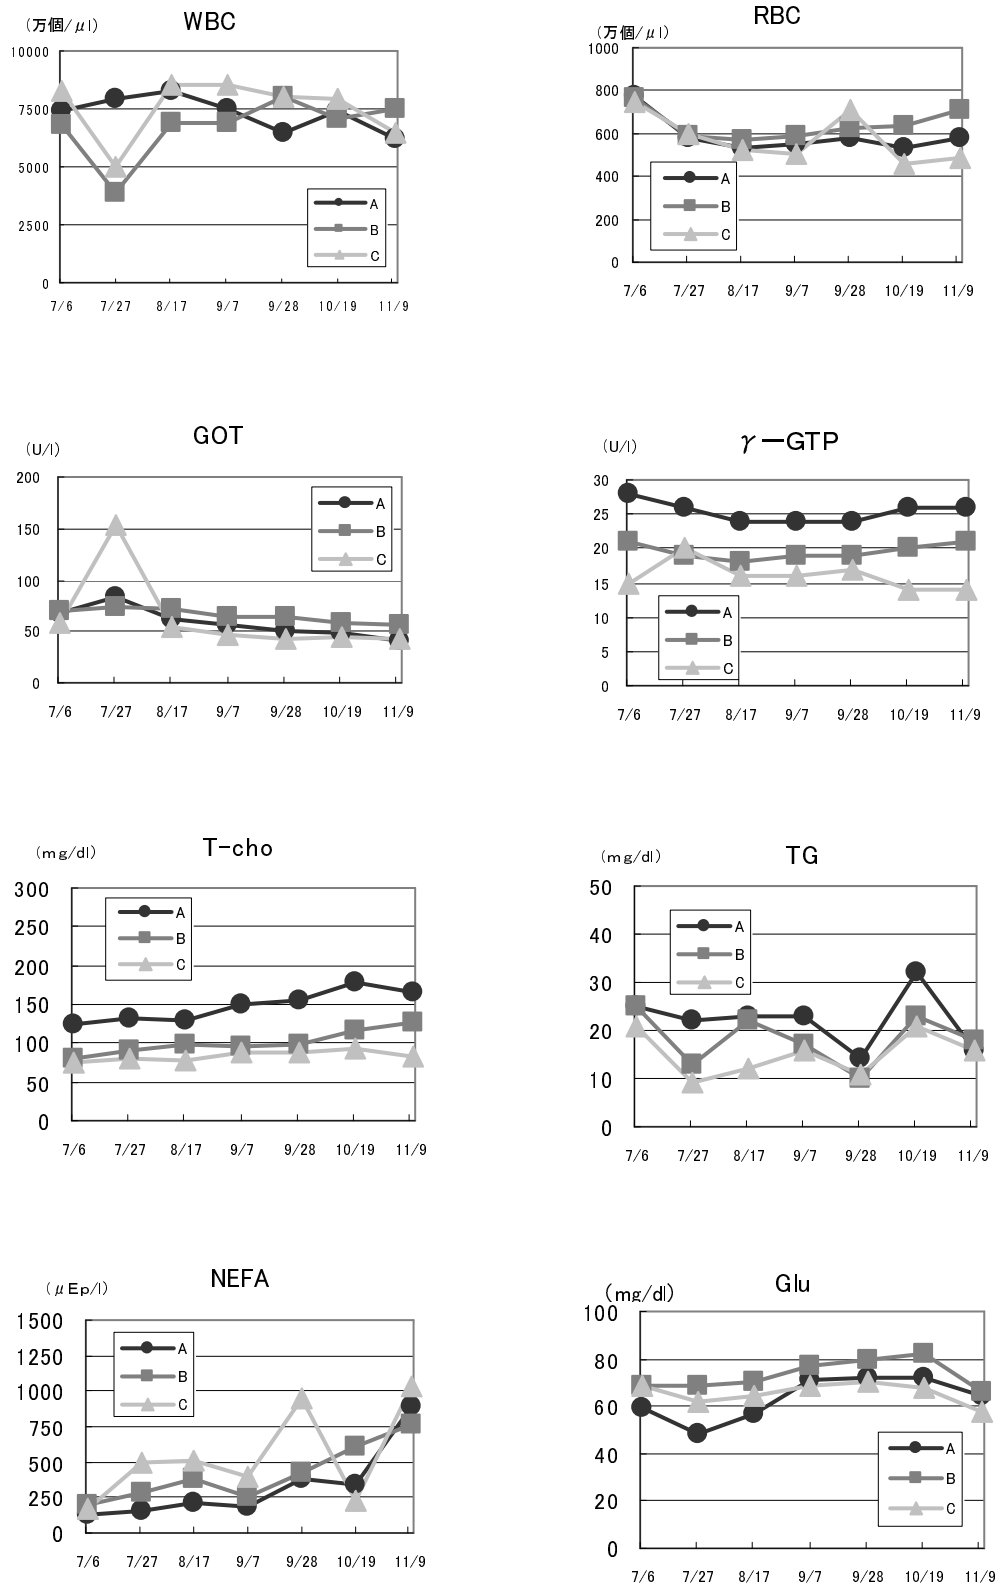 WBC
(万個/μl)
10000
7500
5000
2500
0
A
B
C
7/6 7/27 8/17 9/7 9/28 10/19 11/9
RBC
(万個/μl)
1000
800
600
400
200
0
A
B
C
7/6 7/27 8/17 9/7 9/28 10/19 11/9
GOT
(U/l)
200
150
100
50
0
A
B
C
7/6 7/27 8/17 9/7 9/28 10/19 11/9
γ－GTP
(U/l)
30
25
20
15
10
5
0
A
B
C
7/6 7/27 8/17 9/7 9/28 10/19 11/9
T-cho
(mg/dl)
300
250
200
150
100
50
0
A
B
C
7/6 7/27 8/17 9/7 9/28 10/19 11/9
TG
(mg/dl)
50
40
30
20
10
0
A
B
C
7/6 7/27 8/17 9/7 9/28 10/19 11/9
NEFA
(μEp/l)
1500
1250
1000
750
500
250
0
A
B
C
7/6 7/27 8/17 9/7 9/28 10/19 11/9
Glu
(mg/dl)
100
80
60
40
20
0
A
B
C
7/6 7/27 8/17 9/7 9/28 10/19 11/9